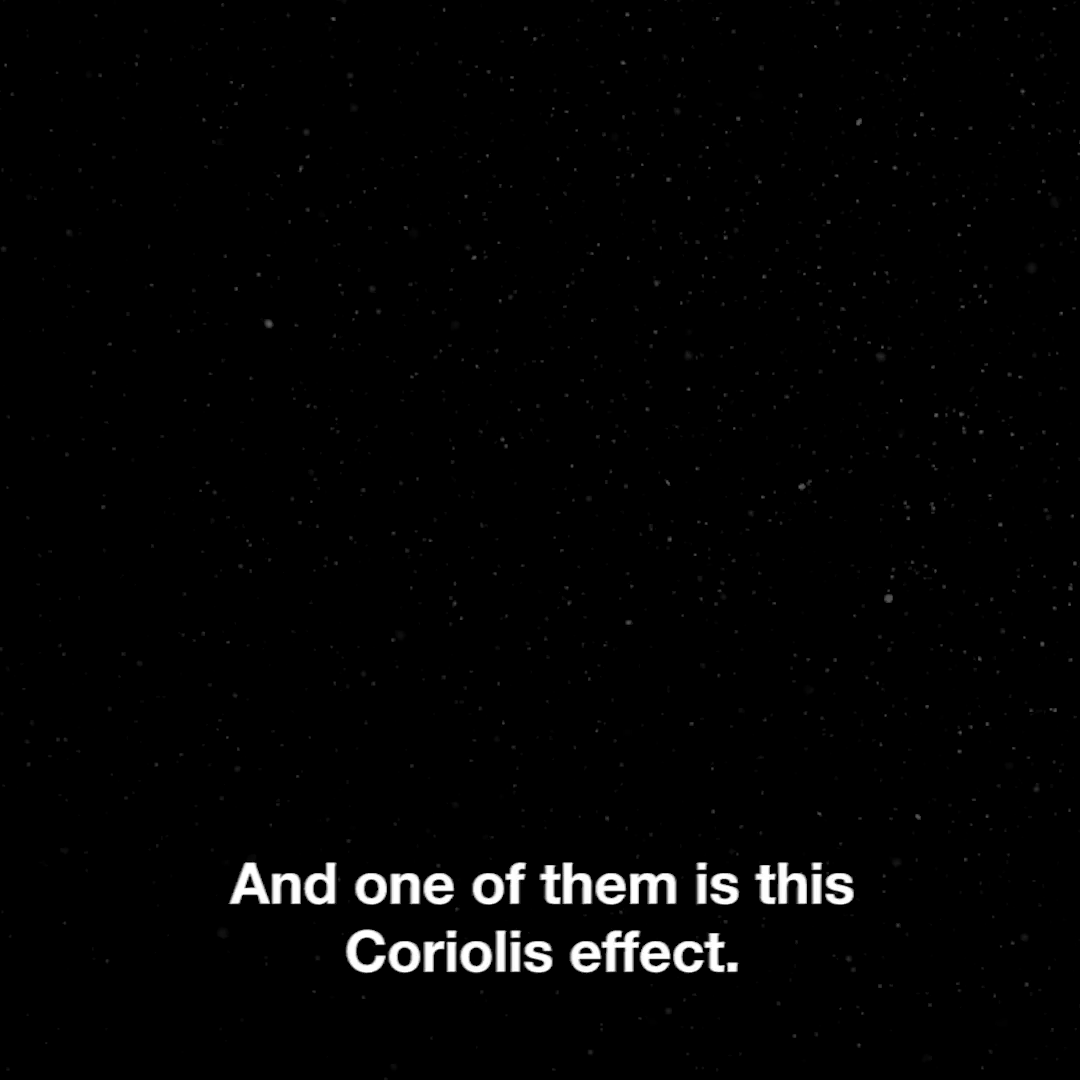 And one of them is this
Coriolis effect.